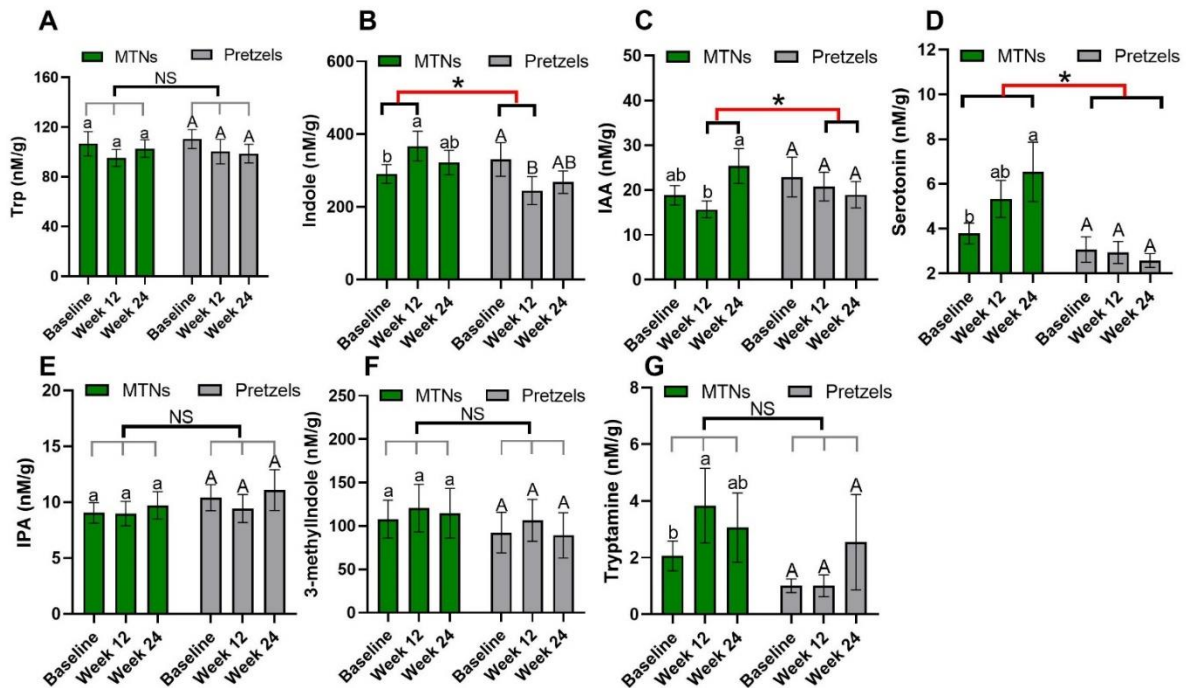 A
MTNs Pretzels
NS
a a a A A A
Trp (nM/g)
160
120
80
40
0
Baseline Week 12 Week 24 Baseline Week 12 Week 24
B
MTNs Pretzels
*
b a ab A B AB
Indole (nM/g)
600
400
200
0
Baseline Week 12 Week 24 Baseline Week 12 Week 24
C
MTNs Pretzels
*
ab b a A A A
IAA (nM/g)
50
40
30
20
10
0
Baseline Week 12 Week 24 Baseline Week 12 Week 24
D
MTNs Pretzels
*
b ab a A A A
Serotonin (nM/g)
12
10
8
6
4
2
Baseline Week 12 Week 24 Baseline Week 12 Week 24
E
MTNs Pretzels
NS
a a a A A A
IPA (nM/g)
20
15
10
5
0
Baseline Week 12 Week 24 Baseline Week 12 Week 24
F
MTNs Pretzels
NS
a a a A A A
3-methylIndole (nM/g)
250
200
150
100
50
0
Baseline Week 12 Week 24 Baseline Week 12 Week 24
G
MTNs Pretzels
NS
b a ab A A A
Tryptamine (nM/g)
8
6
4
2
0
Baseline Week 12 Week 24 Baseline Week 12 Week 24